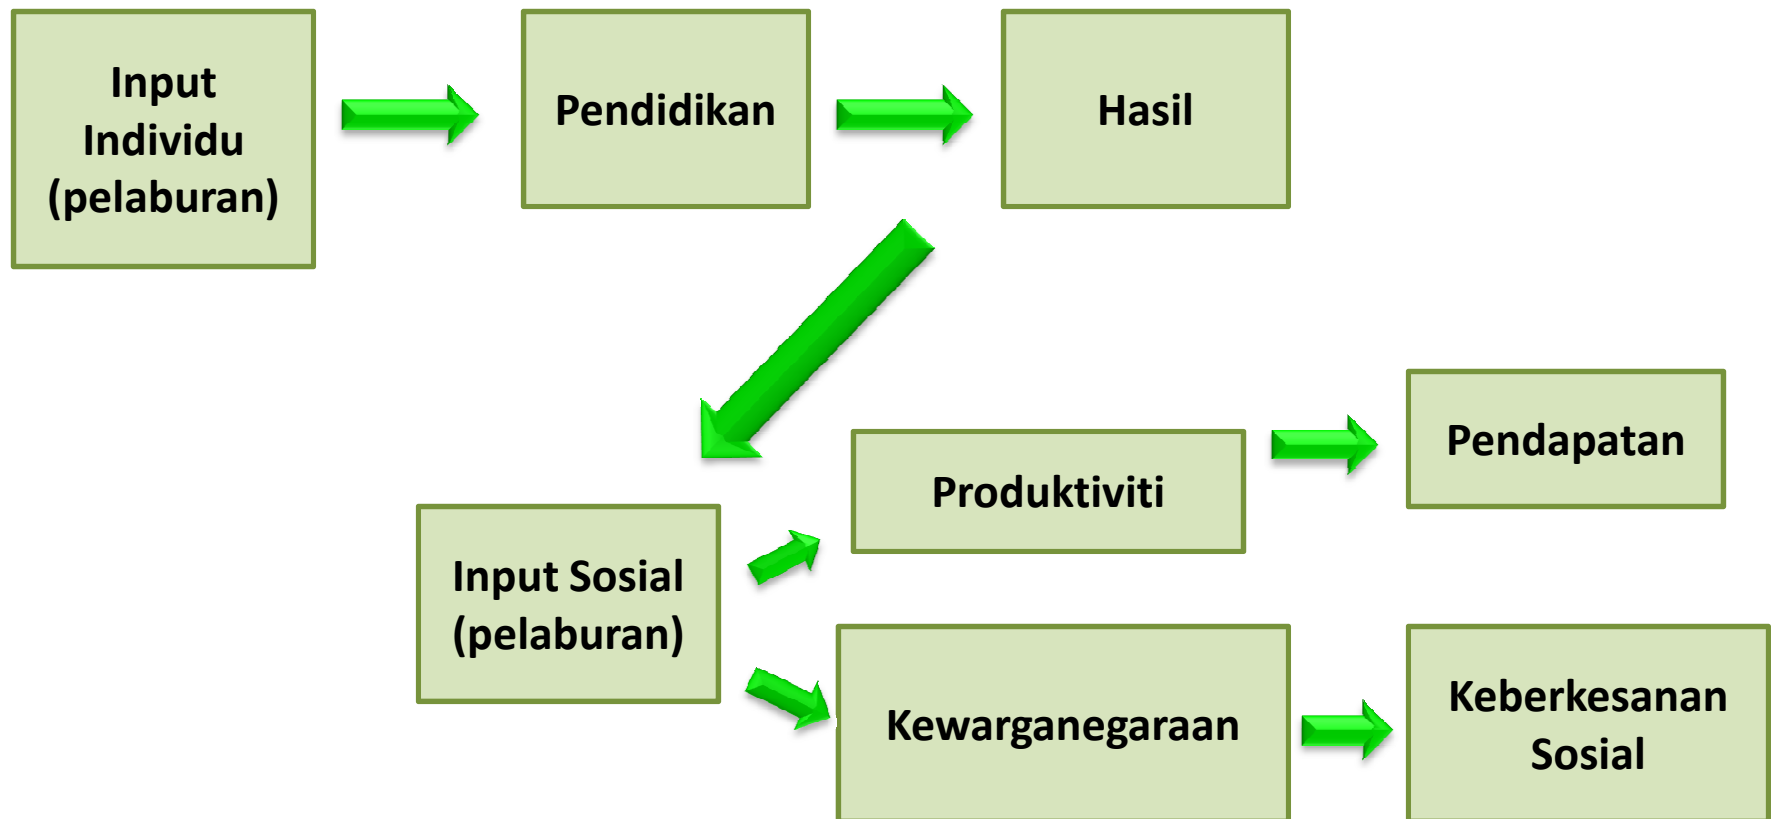 Input
Individu
(pelaburan)
Pendidikan
Hasil
Pendapatan
Produktiviti
Input Sosial
(pelaburan)
Kewarganegaraan
Keberkesanan
Sosial